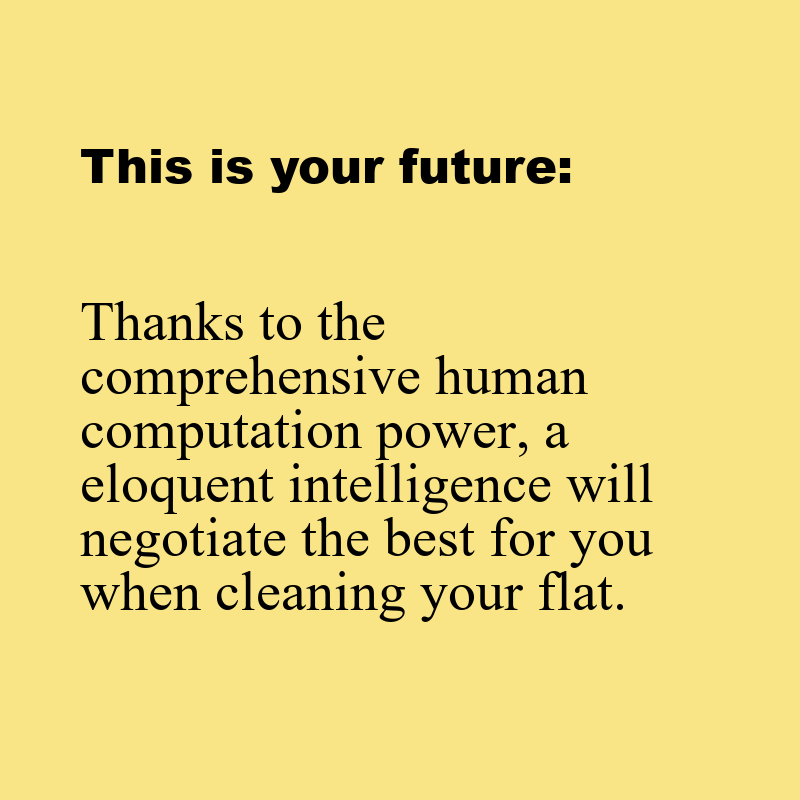 This is your future:
Thanks to the
comprehensive human
computation power, a
eloquent intelligence will
negotiate the best for you
when cleaning your flat.